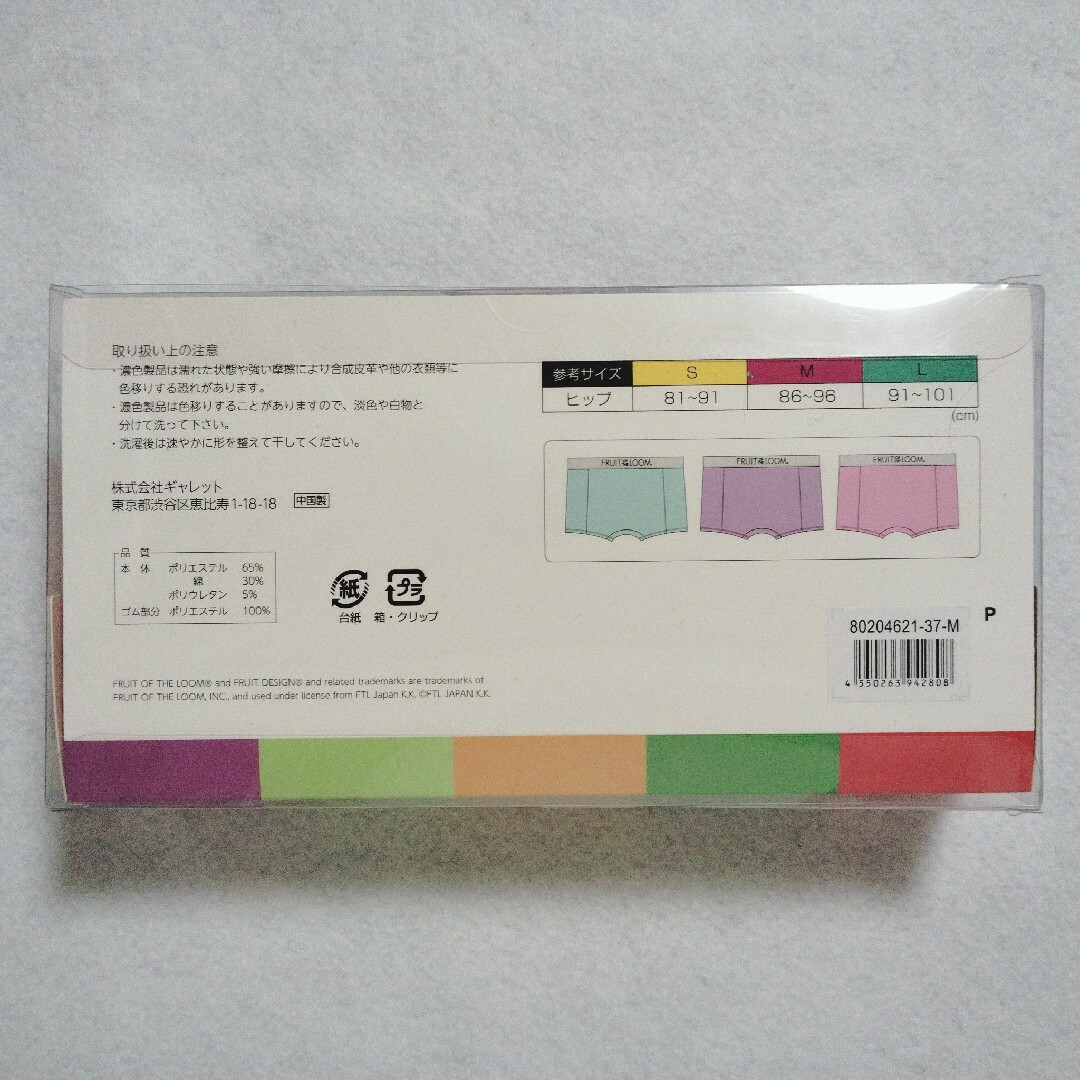 取り扱い上の注意
・濃色製品は濡れた状態や強い摩擦により合成皮革や他の衣類等に
色移りする恐れがあります。
・濃色製品は色移りすることがありますので、淡色や白物と
分けて洗って下さい。
・洗濯後は速やかに形を整えて干してください。
株式会社ギャレット
東京都渋谷区恵比寿1-18-18 中国製
品 質
本 体 ポリエステル 65%
綿 30%
ポリウレタン 5%
ゴム部分 ポリエステル 100%
紙 プラ
台紙 箱・クリップ
FRUIT OF THE LOOM® and FRUIT DESIGN® and related trademarks are trademarks of
FRUIT OF THE LOOM, INC., and used under license from FTL Japan K.K. ©FTL JAPAN K.K.
参考サイズ S M L
ヒップ 81~91 86~96 91~101
(cm)
FRUIT OF THE LOOM. FRUIT OF THE LOOM. FRUIT OF THE LOOM.
80204621-37-M P
4 550263 942808